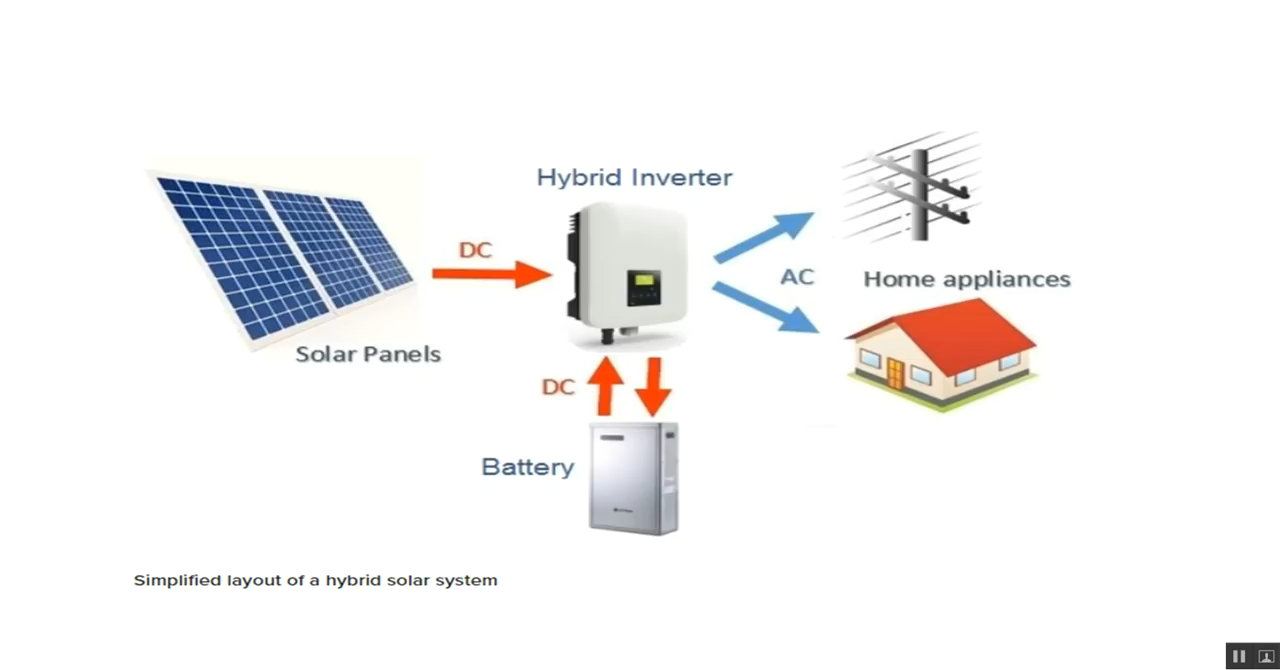 Hybrid Inverter
DC
AC
Home appliances
Solar Panels
DC
Battery
Simplified layout of a hybrid solar system